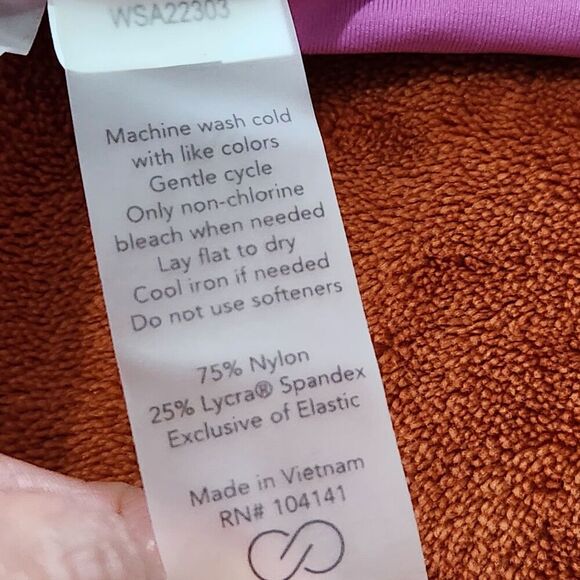 WSA22303
Machine wash cold
with like colors
Gentle cycle
Only non-chlorine
bleach when needed
Lay flat to dry
Cool iron if needed
Do not use softeners
75% Nylon
25% Lycra® Spandex
Exclusive of Elastic
Made in Vietnam
RN# 104141